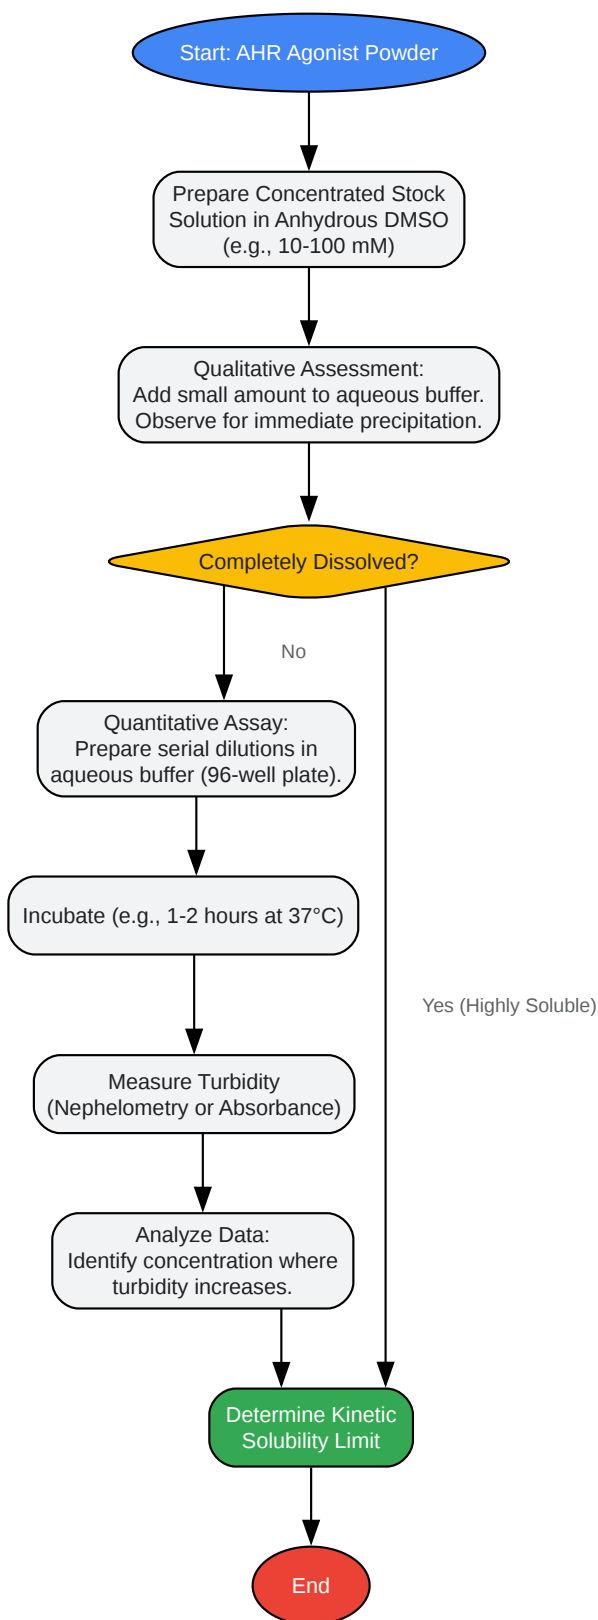 Start: AHR Agonist Powder
Prepare Concentrated Stock
Solution in Anhydrous DMSO
(e.g., 10-100 mM)
Qualitative Assessment:
Add small amount to aqueous buffer.
Observe for immediate precipitation.
Completely Dissolved?
No
Quantitative Assay:
Prepare serial dilutions in
aqueous buffer (96-well plate).
Incubate (e.g., 1-2 hours at 37°C)
Yes (Highly Soluble)
Measure Turbidity
(Nephelometry or Absorbance)
Analyze Data:
Identify concentration where
turbidity increases.
Determine Kinetic
Solubility Limit
End